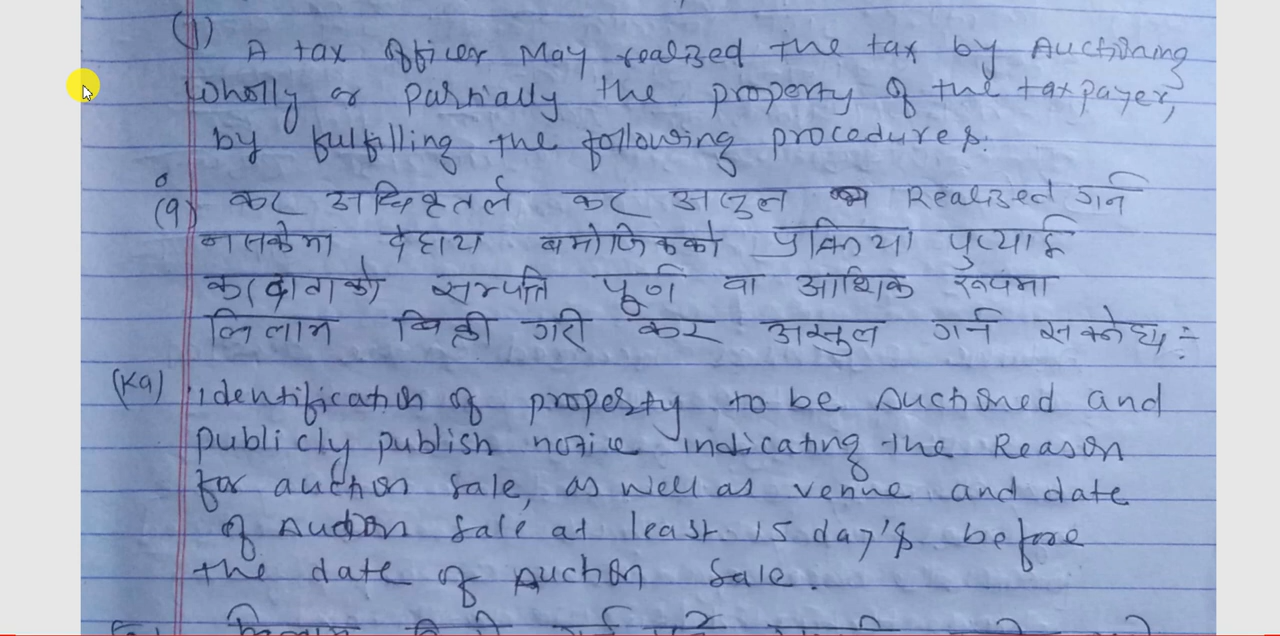 (1)
A tax officer May realized the tax by Auctioning
wholly or partially the property of the taxpayer,
by fulfilling the following procedures.
(१) कर अधिकृतले कर असुल Realized गर्न
नसकेमा देहाय बमोजिमको प्रक्रिया पुर्‍याई
करदाताको सम्पत्ति पूर्ण वा आंशिक रूपमा
लिलाम बिक्री गरी कर असुल गर्न सक्नेछ :-
(Ka) identification of property to be Auctioned and
publicly publish notice indicating the Reason
for auction sale, as well as venue and date
of Auction sale at least 15 day's before
the date of Auction sale.